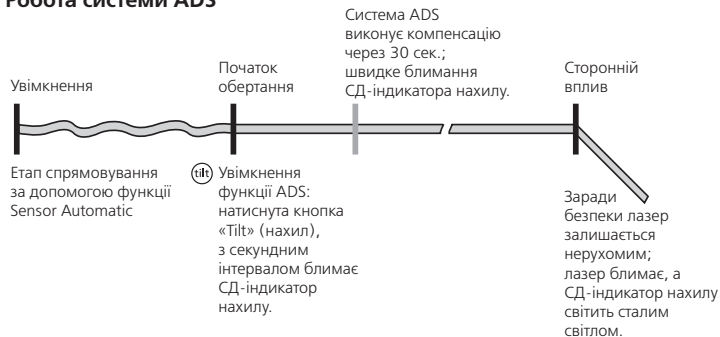 Робота системи ADS
Увімкнення
Етап спрямовування
за допомогою функції
Sensor Automatic
Початок
обертання
tilt
Увімкнення
функції ADS:
натиснута кнопка
«Tilt» (нахил),
з секундним
інтервалом блимає
СД-індикатор
нахилу.
Система ADS
виконує компенсацію
через 30 сек.;
швидке блимання
СД-індикатора нахилу.
Сторонній
вплив
Заради
безпеки лазер
залишається
нерухомим;
лазер блимає, а
СД-індикатор нахилу
світить сталим
світлом.